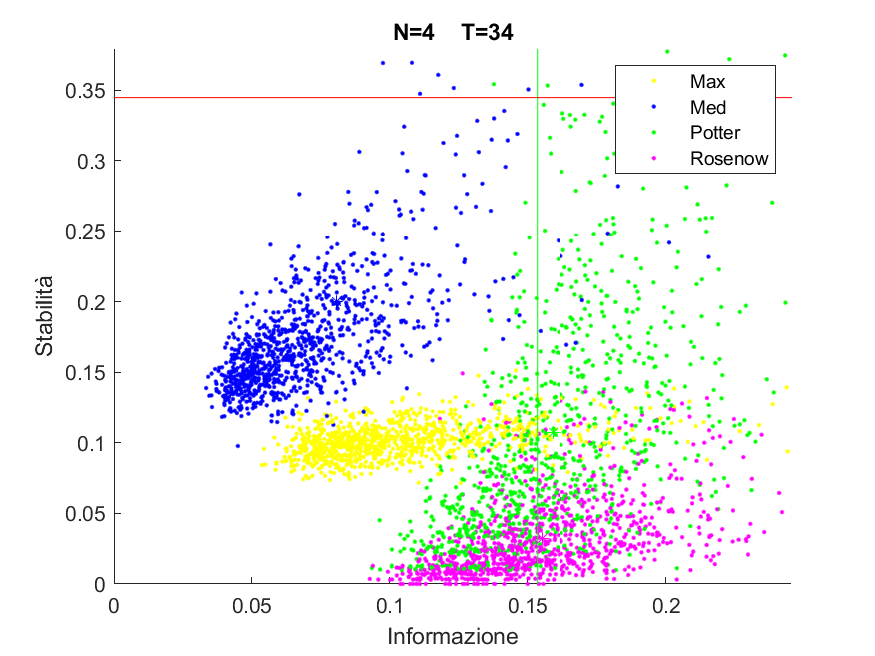 N=4 T=34
Stabilità
0.35
0.3
0.25
0.2
0.15
0.1
0.05
0
Max
Med
Potter
Rosenow
0 0.05 0.1 0.15 0.2
Informazione